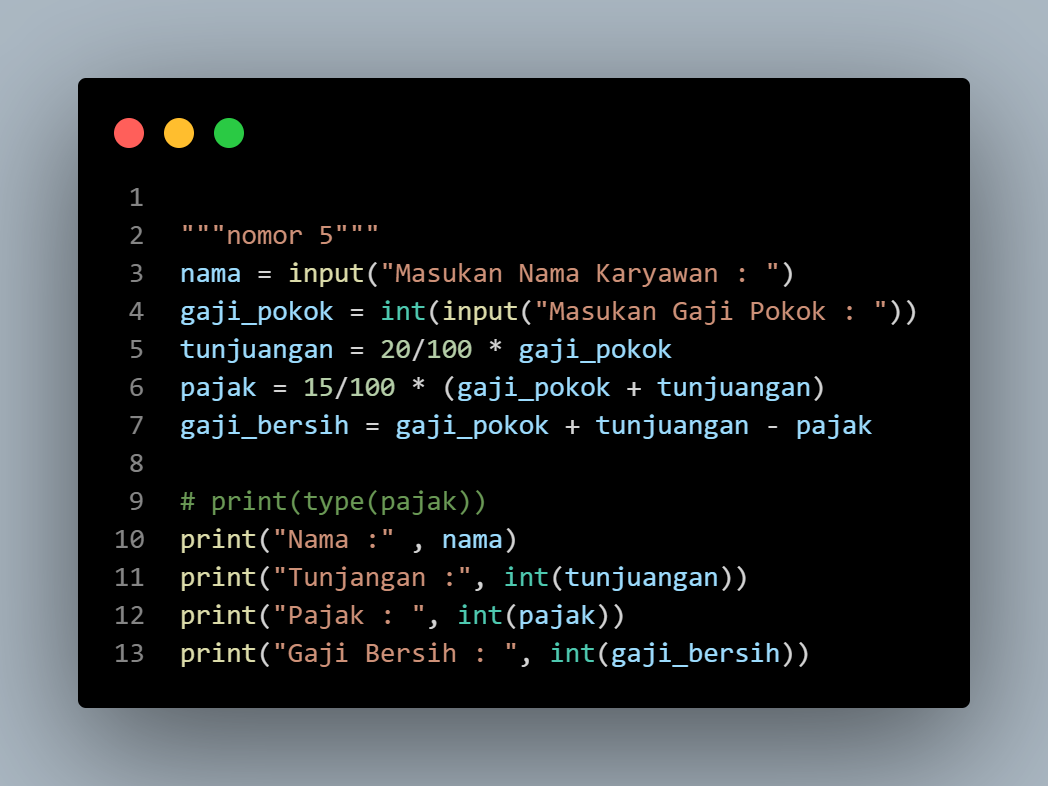 1
2 """nomor 5"""
3 nama = input("Masukan Nama Karyawan : ")
4 gaji_pokok = int(input("Masukan Gaji Pokok : "))
5 tunjuangan = 20/100 * gaji_pokok
6 pajak = 15/100 * (gaji_pokok + tunjuangan)
7 gaji_bersih = gaji_pokok + tunjuangan - pajak
8
9 # print(type(pajak))
10 print("Nama :" , nama)
11 print("Tunjangan :", int(tunjuangan))
12 print("Pajak : ", int(pajak))
13 print("Gaji Bersih : ", int(gaji_bersih))